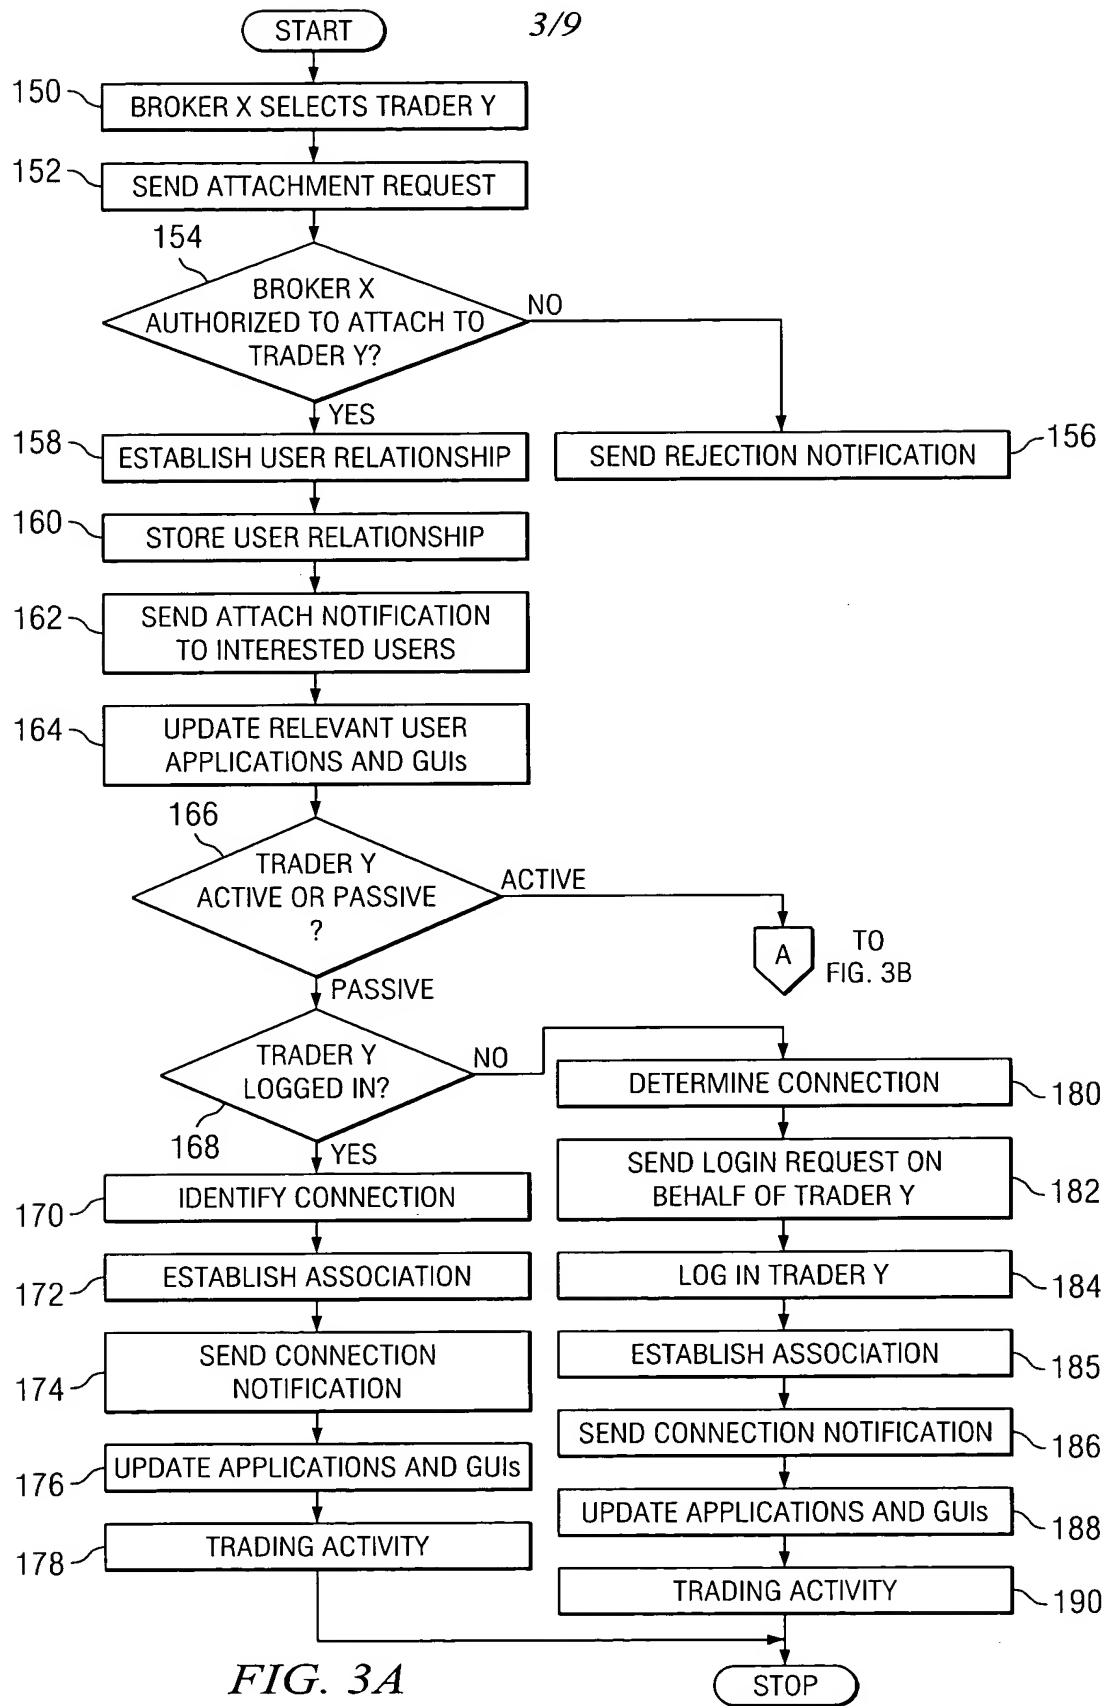 START
3/9
150
BROKER X SELECTS TRADER Y
152
SEND ATTACHMENT REQUEST
154
BROKER X
AUTHORIZED TO ATTACH TO
TRADER Y?
NO
YES
158
ESTABLISH USER RELATIONSHIP
SEND REJECTION NOTIFICATION
156
160
STORE USER RELATIONSHIP
162
SEND ATTACH NOTIFICATION
TO INTERESTED USERS
164
UPDATE RELEVANT USER
APPLICATIONS AND GUIs
166
TRADER Y
ACTIVE OR PASSIVE
?
ACTIVE
A
TO
FIG. 3B
PASSIVE
TRADER Y
LOGGED IN?
168
NO
YES
170
IDENTIFY CONNECTION
172
ESTABLISH ASSOCIATION
174
SEND CONNECTION
NOTIFICATION
176
UPDATE APPLICATIONS AND GUIs
178
TRADING ACTIVITY
DETERMINE CONNECTION
180
SEND LOGIN REQUEST ON
BEHALF OF TRADER Y
182
LOG IN TRADER Y
184
ESTABLISH ASSOCIATION
185
SEND CONNECTION NOTIFICATION
186
UPDATE APPLICATIONS AND GUIs
188
TRADING ACTIVITY
190
STOP
FIG. 3A